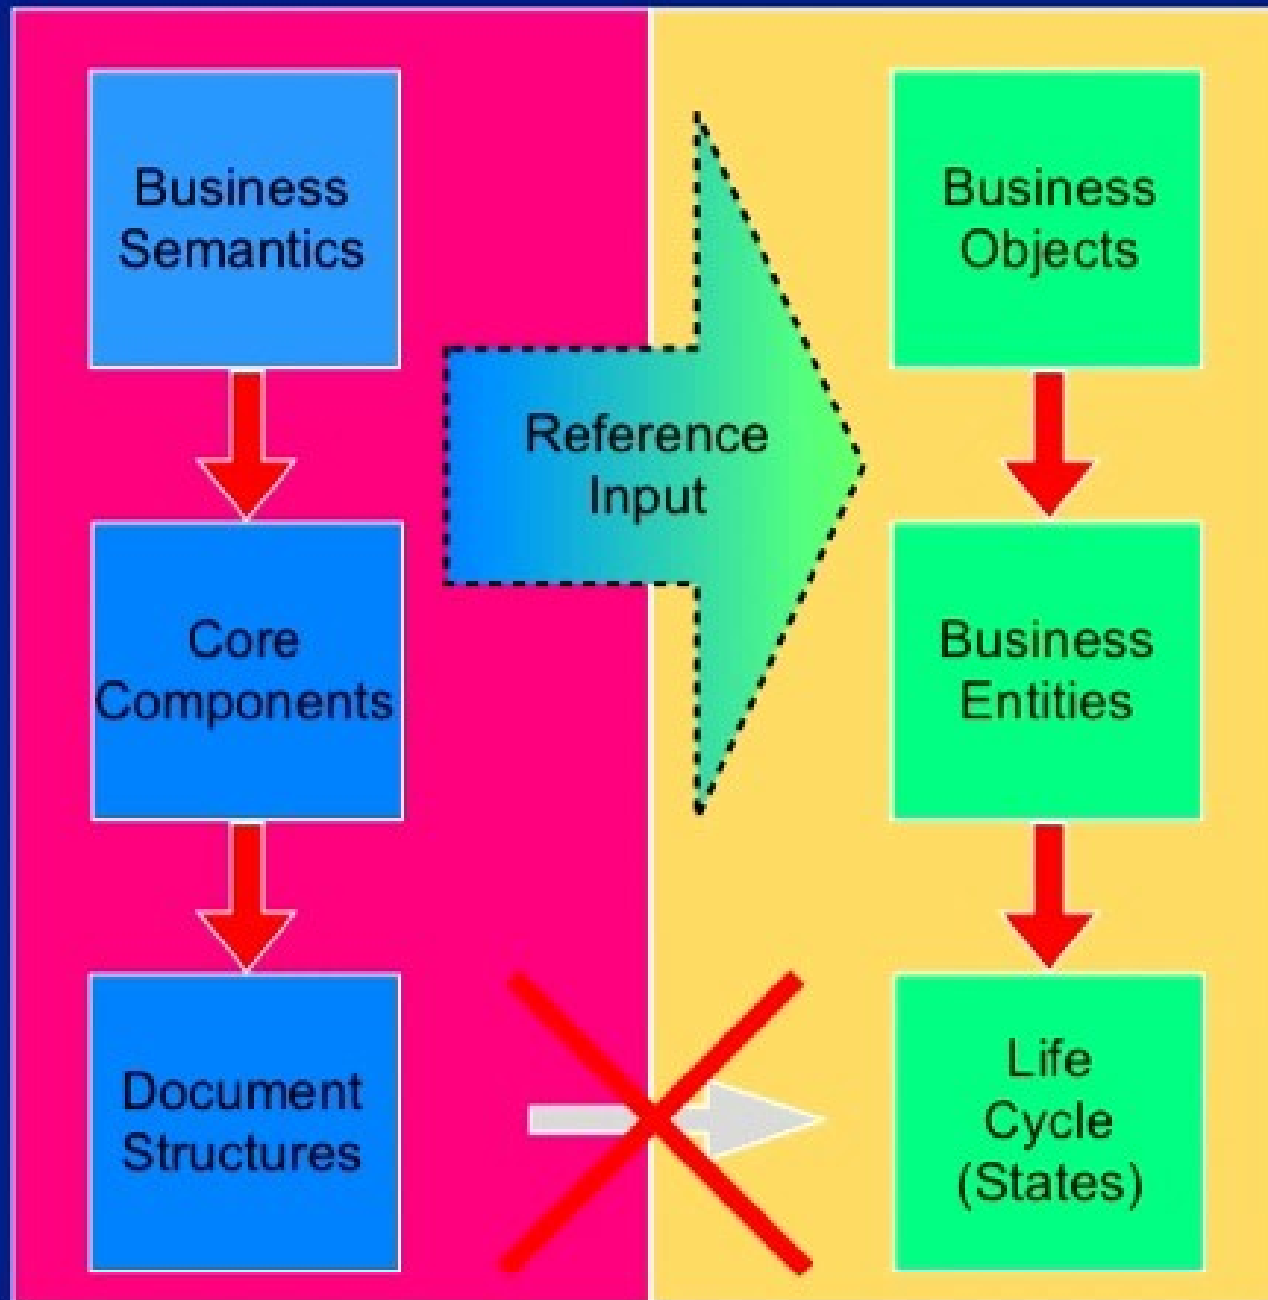 Business
Semantics
Business
Objects
Reference
Input
Core
Components
Business
Entities
Document
Structures
Life
Cycle
(States)